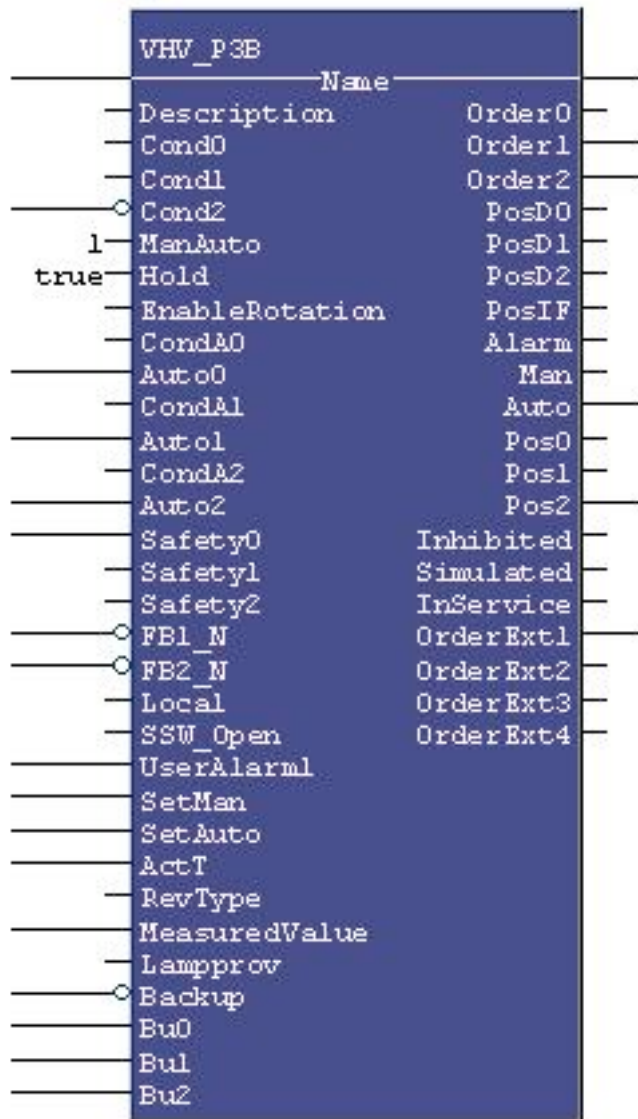 VHV_P3B
Name
Description Order0
Cond0 Order1
Cond1 Order2
Cond2 PosD0
1 ManAuto PosD1
true Hold PosD2
EnableRotation PosIF
CondA0 Alarm
Auto0 Man
CondA1 Auto
Auto1 Pos0
CondA2 Pos1
Auto2 Pos2
Safety0 Inhibited
Safety1 Simulated
Safety2 InService
FB1_N OrderExt1
FB2_N OrderExt2
Local OrderExt3
SSW_Open OrderExt4
UserAlarm1
SetMan
SetAuto
ActT
RevType
MeasuredValue
Lampprov
Backup
Bu0
Bu1
Bu2